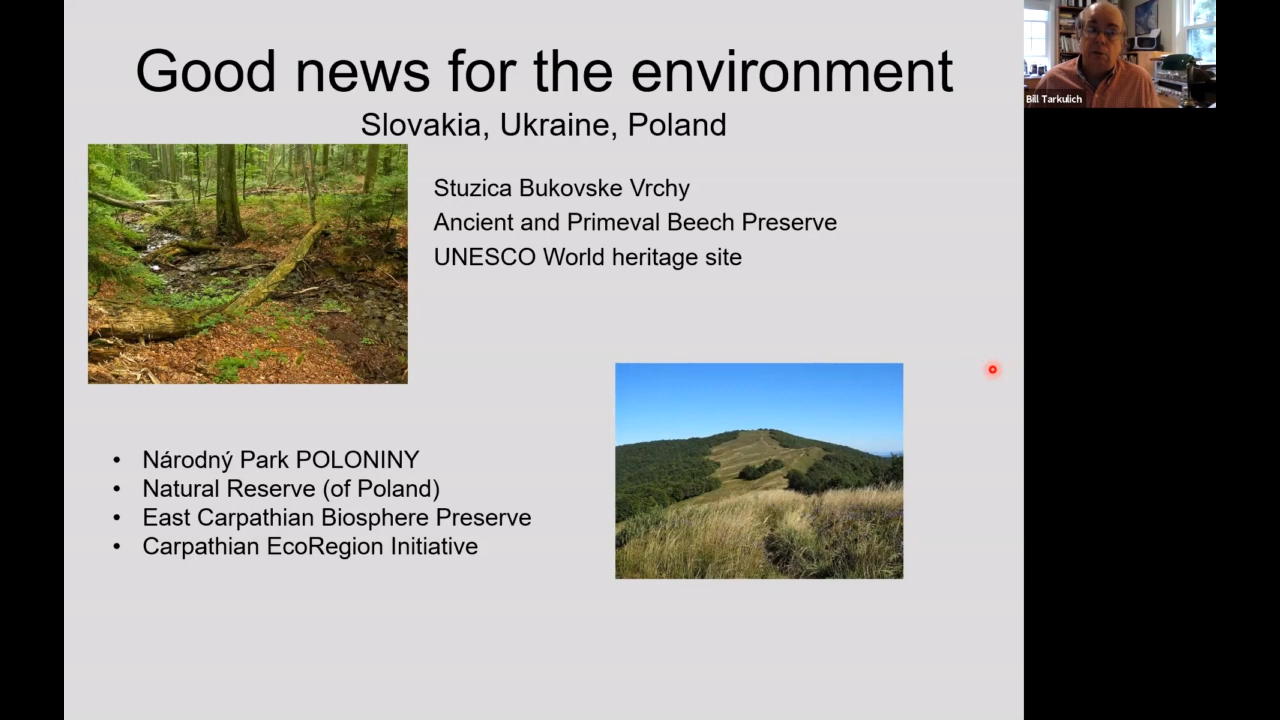 Good news for the environment
Slovakia, Ukraine, Poland
Stuzica Bukovske Vrchy
Ancient and Primeval Beech Preserve
UNESCO World heritage site
• Národný Park POLONINY
• Natural Reserve (of Poland)
• East Carpathian Biosphere Preserve
• Carpathian EcoRegion Initiative
Bill Tarkulich